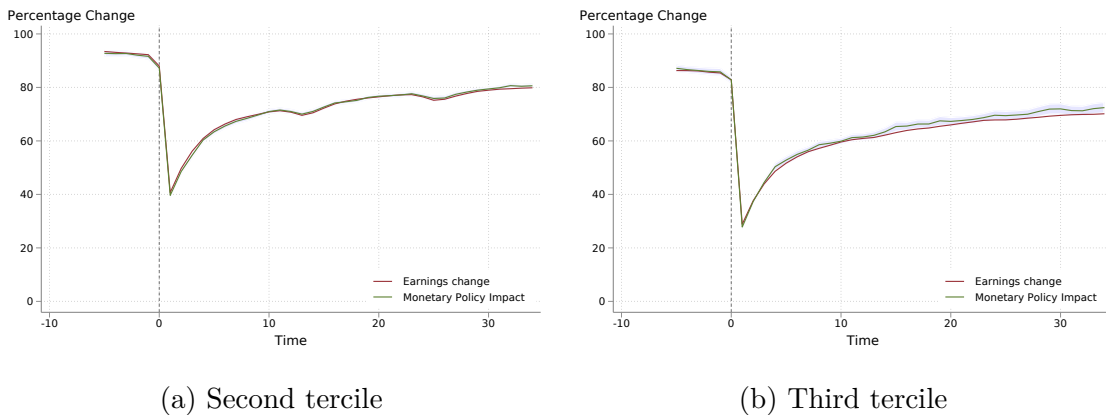 Percentage Change
100
80
60
40
20
0
-10 0 10 20 30
Time
Earnings change
Monetary Policy Impact
(a) Second tercile
Percentage Change
100
80
60
40
20
0
-10 0 10 20 30
Time
Earnings change
Monetary Policy Impact
(b) Third tercile